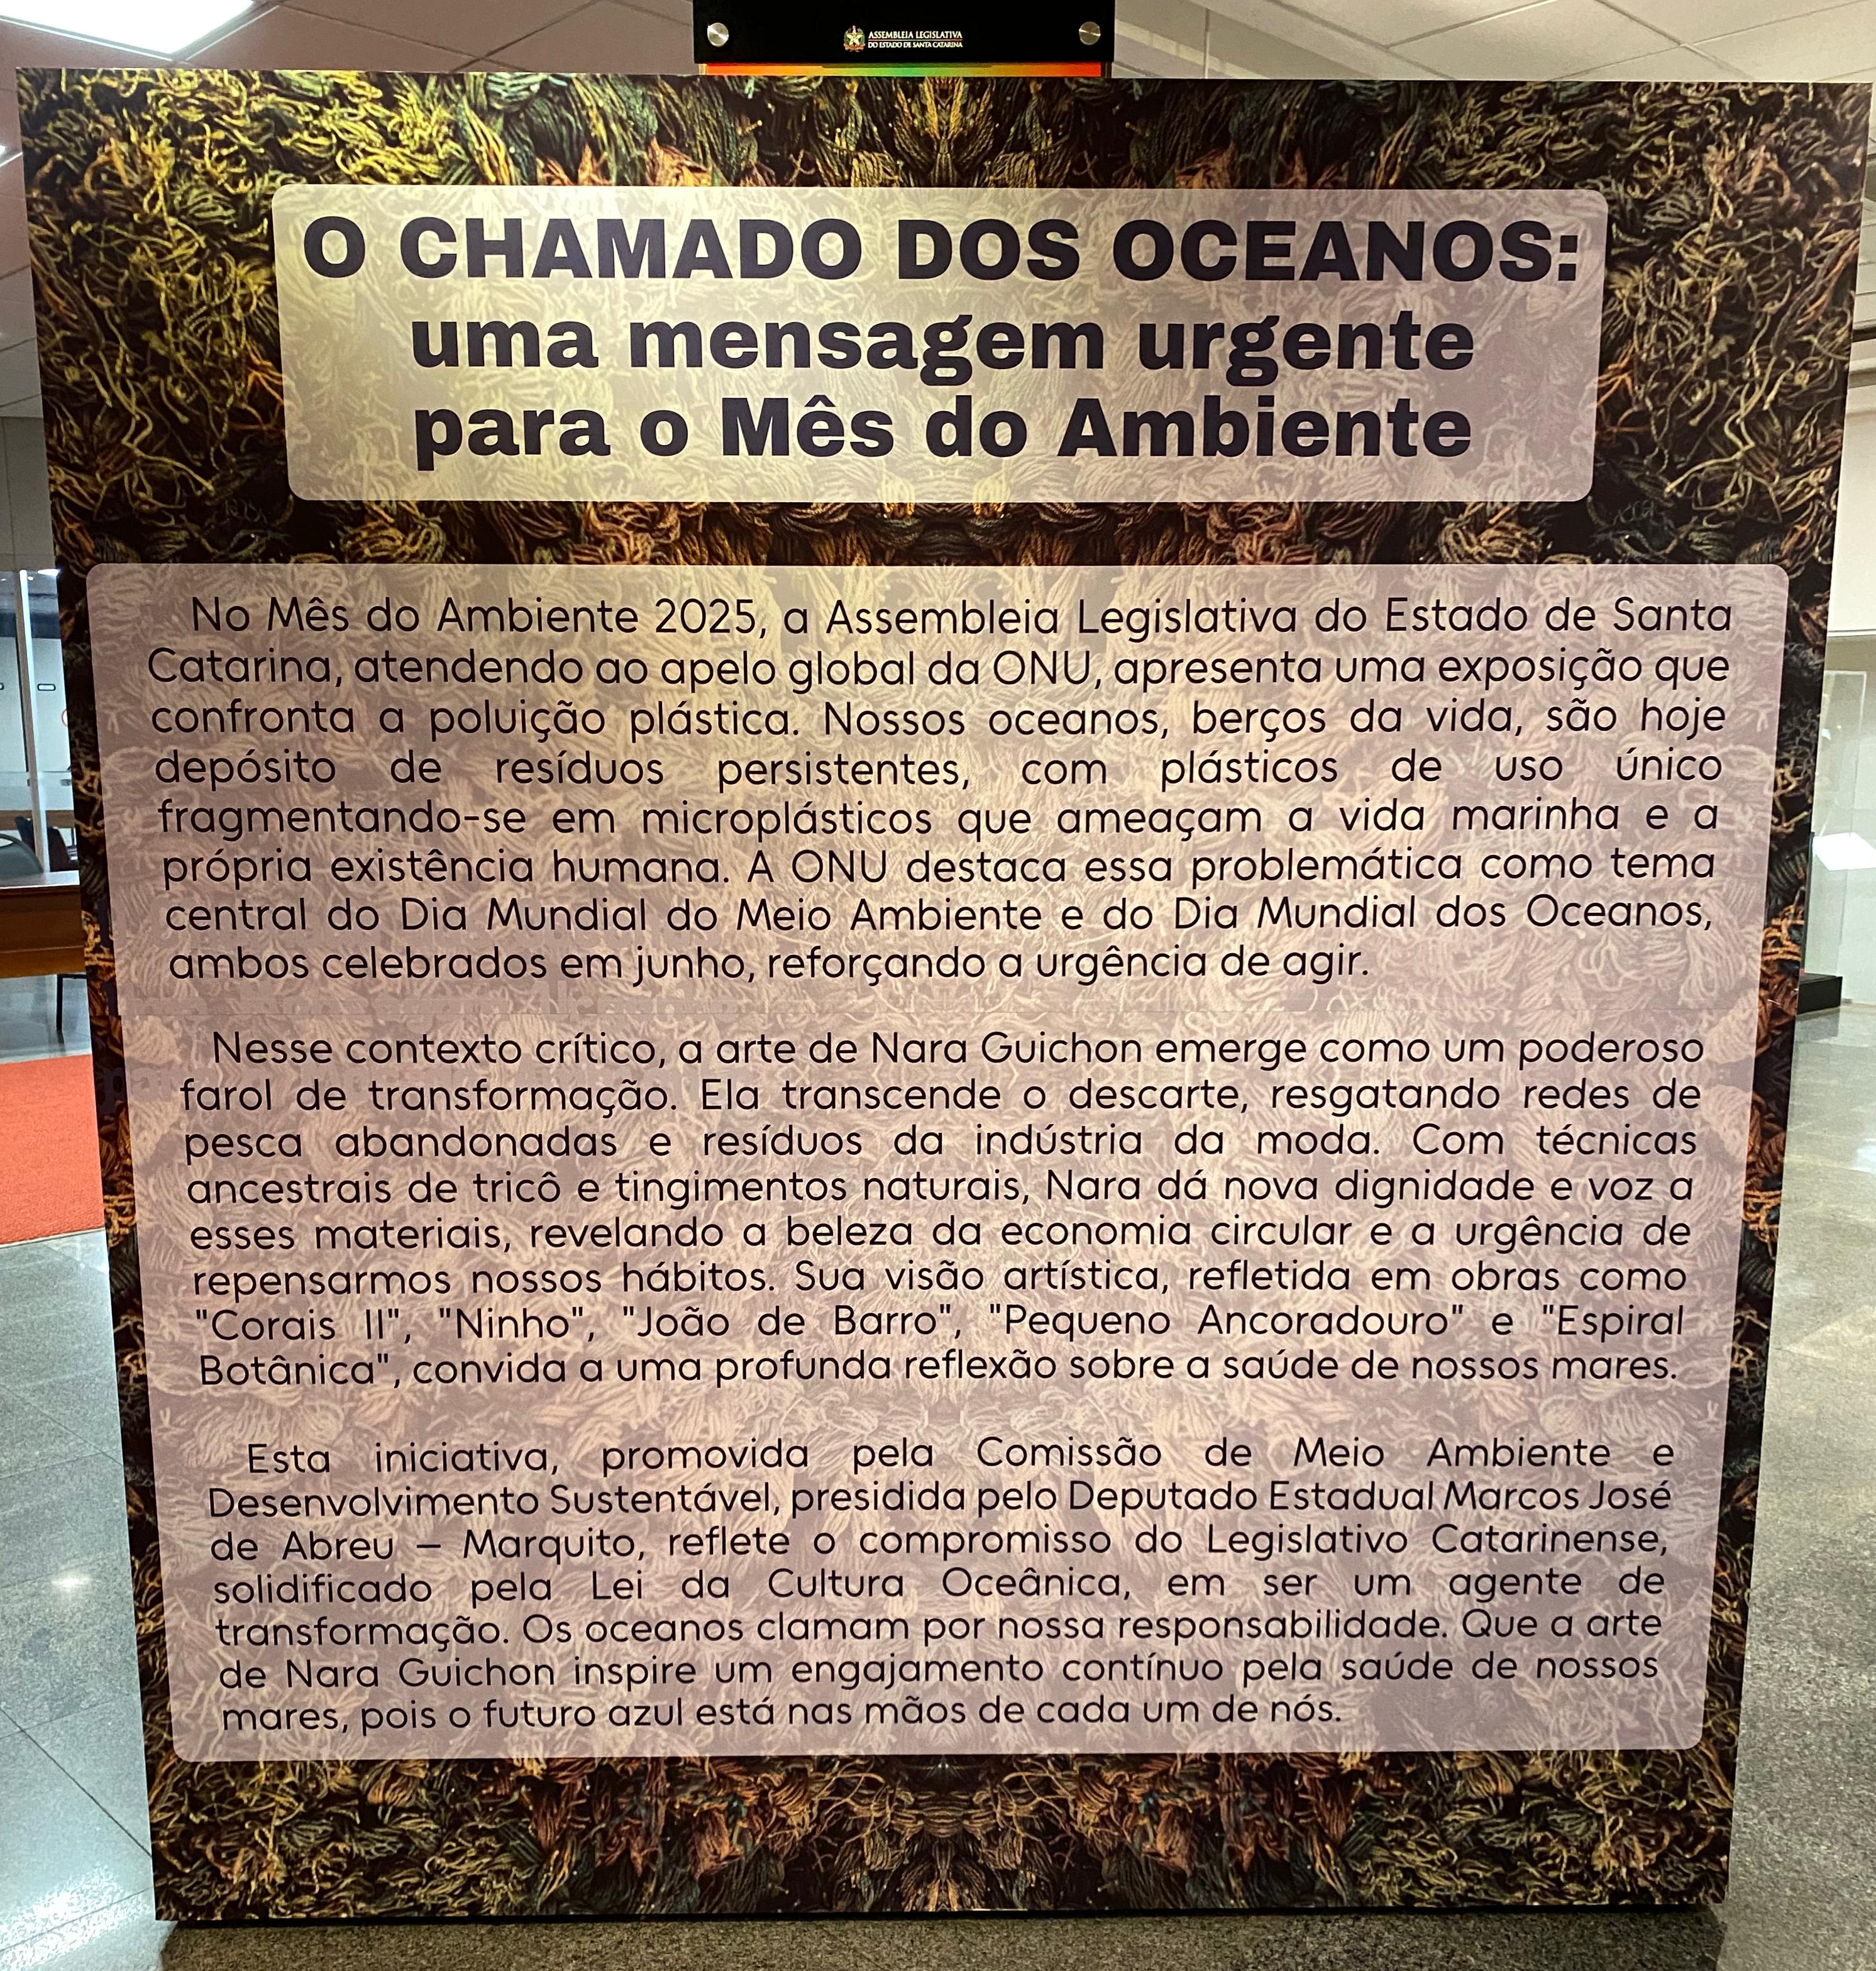 ASSEMBLEIA LEGISLATIVA
DO ESTADO DE SANTA CATARINA
O CHAMADO DOS OCEANOS:
uma mensagem urgente
para o Mês do Ambiente
No Mês do Ambiente 2025, a Assembleia Legislativa do Estado de Santa
Catarina, atendendo ao apelo global da ONU, apresenta uma exposição que
confronta a poluição plástica. Nossos oceanos, berços da vida, são hoje
depósito de resíduos persistentes, com plásticos de uso único
fragmentando-se em microplásticos que ameaçam a vida marinha e a
própria existência humana. A ONU destaca essa problemática como tema
central do Dia Mundial do Meio Ambiente e do Dia Mundial dos Oceanos,
ambos celebrados em junho, reforçando a urgência de agir.
Nesse contexto crítico, a arte de Nara Guichon emerge como um poderoso
farol de transformação. Ela transcende o descarte, resgatando redes de
pesca abandonadas e resíduos da indústria da moda. Com técnicas
ancestrais de tricô e tingimentos naturais, Nara dá nova dignidade e voz a
esses materiais, revelando a beleza da economia circular e a urgência de
repensarmos nossos hábitos. Sua visão artística, refletida em obras como
"Corais II", "Ninho", "João de Barro", "Pequeno Ancoradouro" e "Espiral
Botânica", convida a uma profunda reflexão sobre a saúde de nossos mares.
Esta iniciativa, promovida pela Comissão de Meio Ambiente e
Desenvolvimento Sustentável, presidida pelo Deputado Estadual Marcos José
de Abreu – Marquito, reflete o compromisso do Legislativo Catarinense,
solidificado pela Lei da Cultura Oceânica, em ser um agente de
transformação. Os oceanos clamam por nossa responsabilidade. Que a arte
de Nara Guichon inspire um engajamento contínuo pela saúde de nossos
mares, pois o futuro azul está nas mãos de cada um de nós.